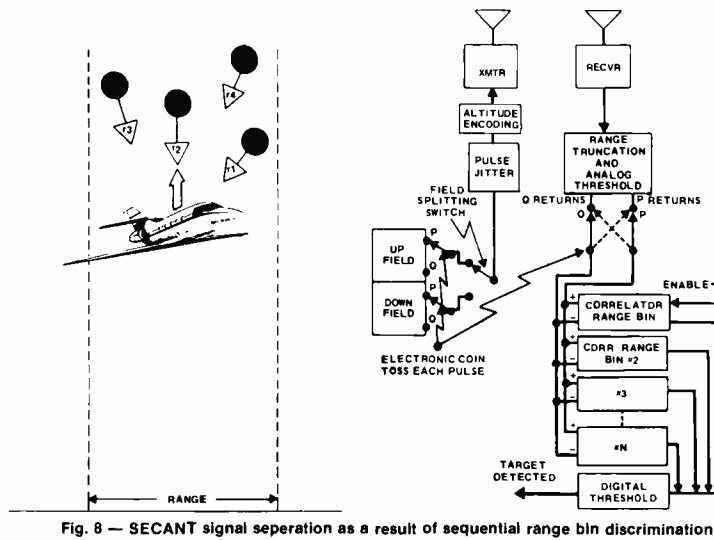 r3
r2
r4
r1
RANGE
XMTR
ALTITUDE
ENCODING
PULSE
JITTER
FIELD
SPLITTING
SWITCH
UP
FIELD
DOWN
FIELD
P
Q
P
Q
ELECTRONIC COIN
TOSS EACH PULSE
RECVR
RANGE
TRUNCATION
AND
ANALOG
THRESHOLD
Q RETURNS
P RETURNS
Q
P
ENABLE
+
CORRELATOR
–
RANGE BIN
+
CORR RANGE
–
BIN #2
+
#3
–
+
#N
–
TARGET
DETECTED
DIGITAL
THRESHOLD
Fig. 8 — SECANT signal seperation as a result of sequential range bin discrimination